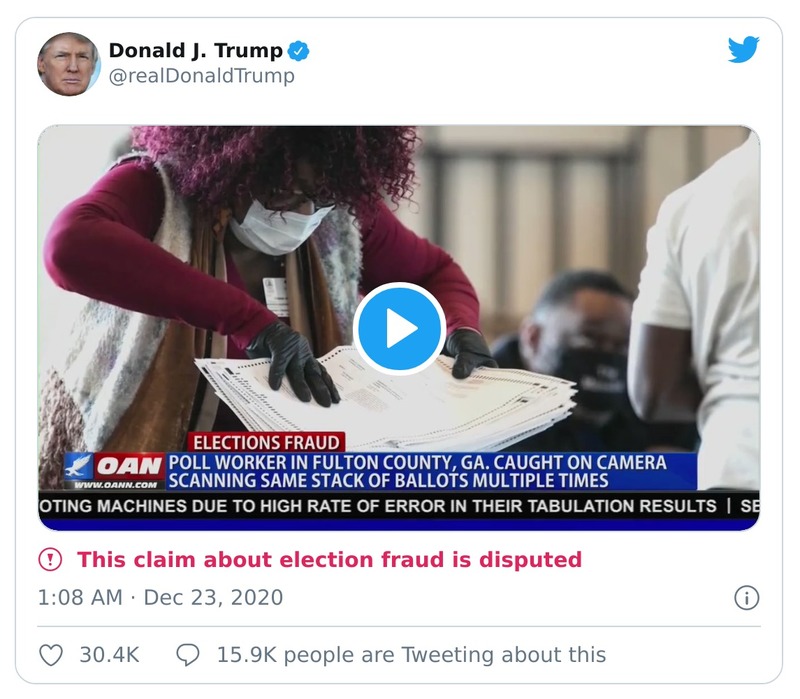 Donald J. Trump
@realDonaldTrump
ELECTIONS FRAUD
OAN
WWW.OANN.COM
POLL WORKER IN FULTON COUNTY, GA. CAUGHT ON CAMERA
SCANNING SAME STACK OF BALLOTS MULTIPLE TIMES
OTING MACHINES DUE TO HIGH RATE OF ERROR IN THEIR TABULATION RESULTS | SE
This claim about election fraud is disputed
1:08 AM · Dec 23, 2020
30.4K
15.9K people are Tweeting about this